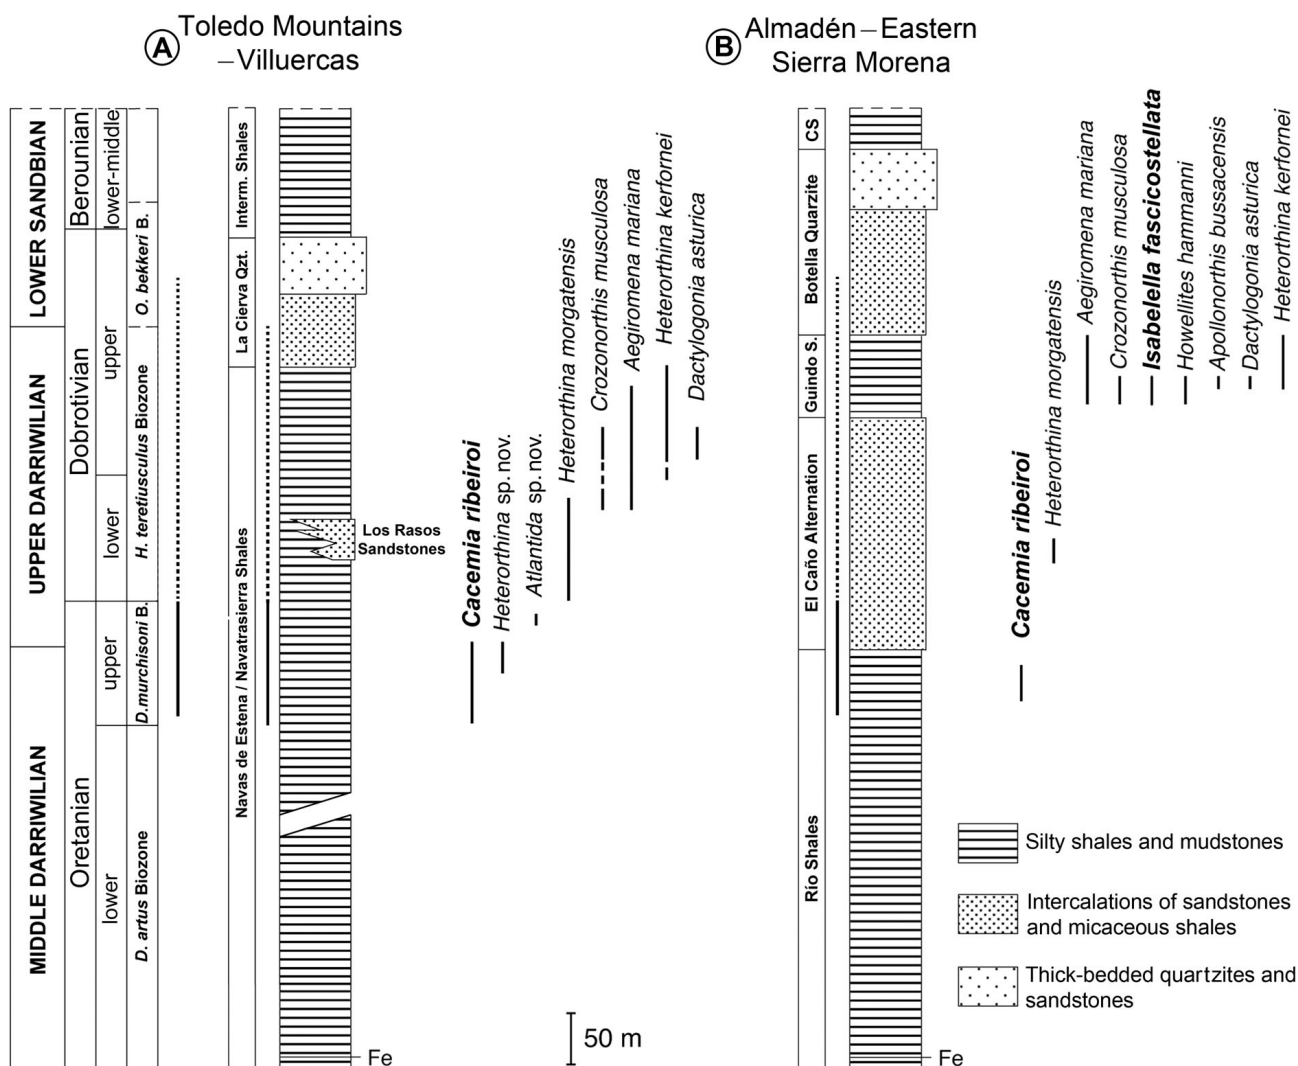 A Toledo Mountains
–Villuercas
B Almadén–Eastern
Sierra Morena
LOWER SANDBIAN
UPPER DARRIWILIAN
MIDDLE DARRIWILIAN
Berounian
Dobrotivian
Oretanian
lower-middle
upper
lower
upper
lower
O. bekkeri B.
H. teretiusculus Biozone
D.murchisoni B.
D. artus Biozone
Interm. Shales
La Cierva Qzt.
Navas de Estena / Navatrasierra Shales
Los Rasos
Sandstones
Fe
Cacemia ribeiroi
Heterorthina sp. nov.
Atlantida sp. nov.
Heterorthina morgatensis
Crozonorthis musculosa
Aegiromena mariana
Heterorthina kerfornei
Dactylogonia asturica
50 m
CS
Botella Quartzite
Guindo S.
El Caño Alternation
Río Shales
Fe
Cacemia ribeiroi
Heterorthina morgatensis
Aegiromena mariana
Crozonorthis musculosa
Isabelella fascicostellata
Howellites hammanni
Apollonorthis bussacensis
Dactylogonia asturica
Heterorthina kerfornei
Silty shales and mudstones
Intercalations of sandstones
and micaceous shales
Thick-bedded quartzites and
sandstones